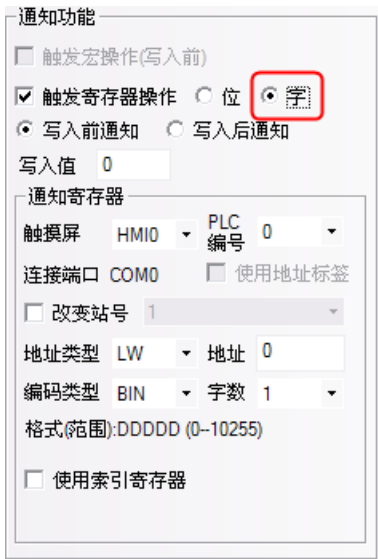 通知功能
触发宏操作(写入前)
触发寄存器操作 位 字
写入前通知 写入后通知
写入值 0
通知寄存器
触摸屏 HMI0 PLC编号 0
连接端口 COM0 使用地址标签
改变站号 1
地址类型 LW 地址 0
编码类型 BIN 字数 1
格式(范围):DDDDD (0--10255)
使用索引寄存器